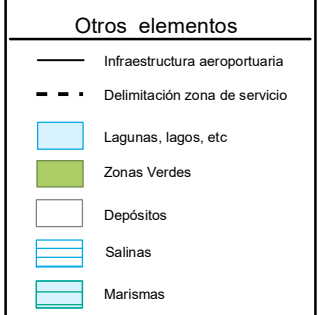 Otros elementos
Infraestructura aeroportuaria
Delimitación zona de servicio
Lagunas, lagos, etc
Zonas Verdes
Depósitos
Salinas
Marismas